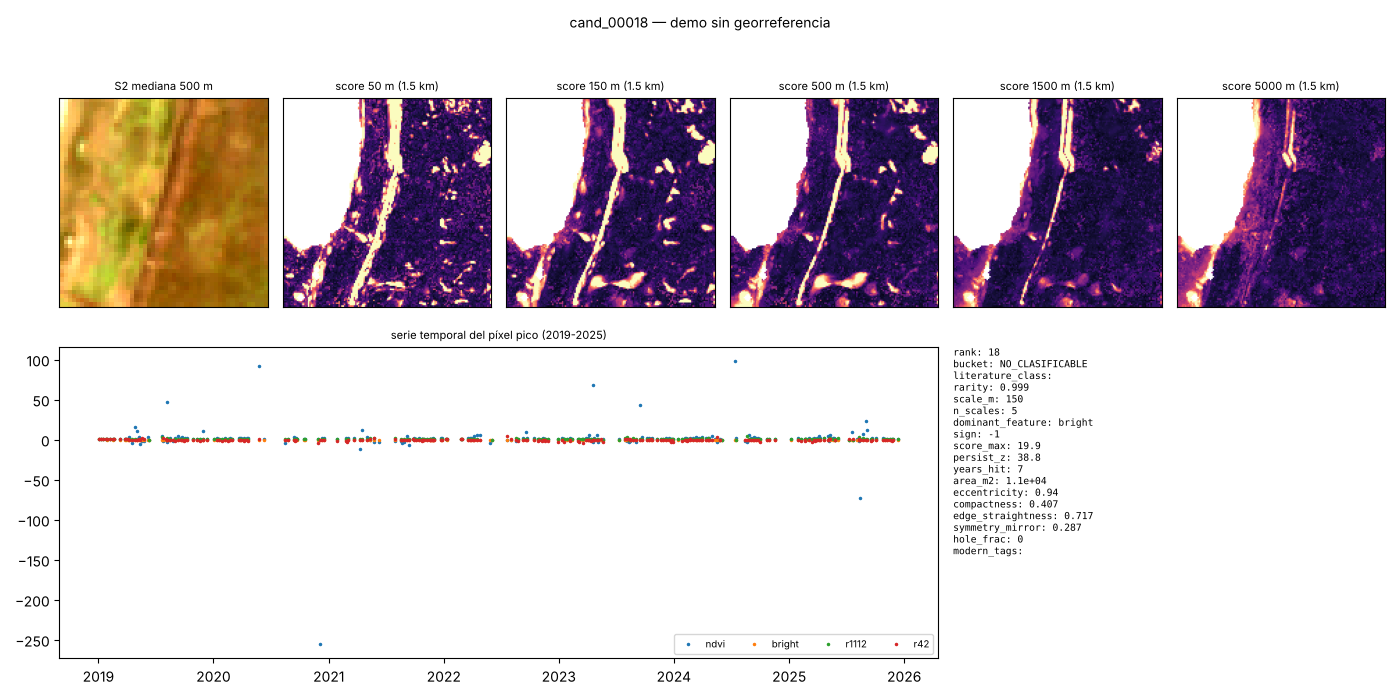 cand_00018 — demo sin georreferencia
S2 mediana 500 m
score 50 m (1.5 km)
score 150 m (1.5 km)
score 500 m (1.5 km)
score 1500 m (1.5 km)
score 5000 m (1.5 km)
serie temporal del píxel pico (2019-2025)
100
50
0
−50
−100
−150
−200
−250
2019
2020
2021
2022
2023
2024
2025
2026
ndvi
bright
r1112
r42
rank: 18
bucket: NO_CLASIFICABLE
literature_class:
rarity: 0.999
scale_m: 150
n_scales: 5
dominant_feature: bright
sign: -1
score_max: 19.9
persist_z: 38.8
years_hit: 7
area_m2: 1.1e+04
eccentricity: 0.94
compactness: 0.407
edge_straightness: 0.717
symmetry_mirror: 0.287
hole_frac: 0
modern_tags: